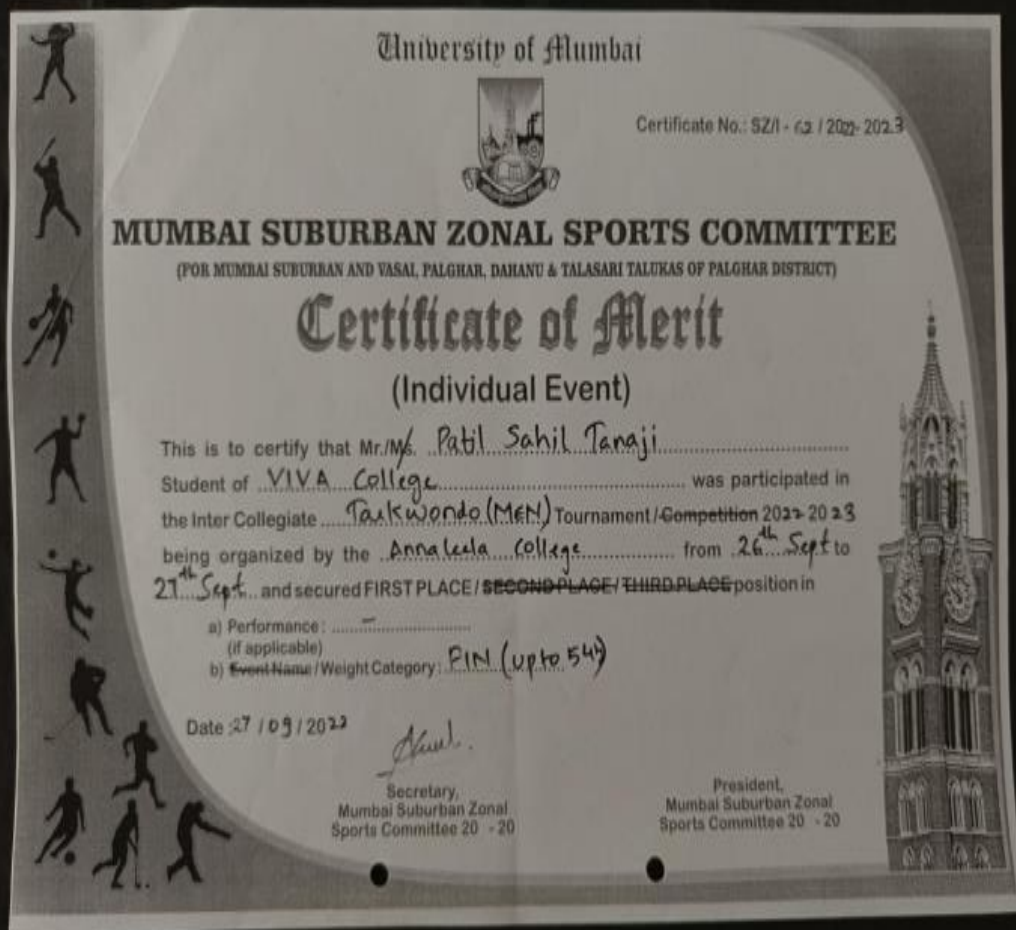 University of Mumbai
Certificate No.: SZ/I - 62 / 2022-2023
MUMBAI SUBURBAN ZONAL SPORTS COMMITTEE
(FOR MUMBAI SUBURBAN AND VASAI, PALGHAR, DAHANU & TALASARI TALUKAS OF PALGHAR DISTRICT)
Certificate of Merit
(Individual Event)
This is to certify that Mr./Ms. Patil Sahil Tanaji
Student of VIVA College was participated in
the Inter Collegiate Taekwondo (MEN) Tournament / Competition 2022 2023
being organized by the Annaleela College from 26th Sept to
27th Sept. and secured FIRST PLACE / SECOND PLACE / THIRD PLACE position in
a) Performance : –
(if applicable)
b) Event Name / Weight Category : FIN (upto 54
Date :27 / 09 / 2022
Secretary,
Mumbai Suburban Zonal
Sports Committee 20 - 20
President,
Mumbai Suburban Zonal
Sports Committee 20 - 20